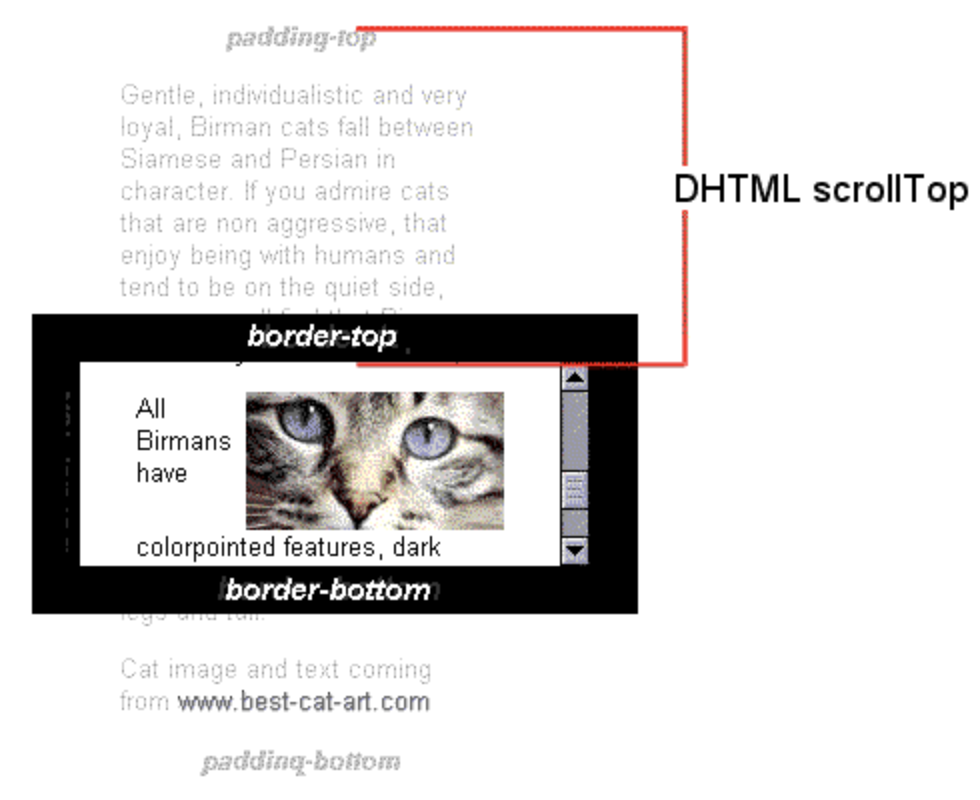 padding-top
Gentle, individualistic and very
loyal, Birman cats fall between
Siamese and Persian in
character. If you admire cats
that are non aggressive, that
enjoy being with humans and
tend to be on the quiet side,
DHTML scrollTop
border-top
All
Birmans
have
colorpointed features, dark
border-bottom
legs and tail.
Cat image and text coming
from www.best-cat-art.com
padding-bottom